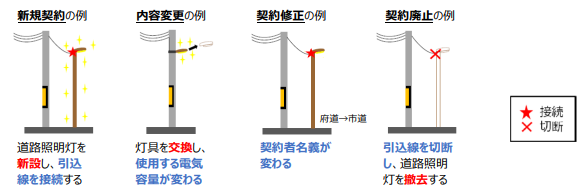 新規契約の例
道路照明灯を
新設し、引込
線を接続する
内容変更の例
灯具を交換し、
使用する電気
容量が変わる
契約修正の例
府道→市道
契約者名義が
変わる
契約廃止の例
引込線を切断
し、道路照明
灯を撤去する
★ 接続
× 切断